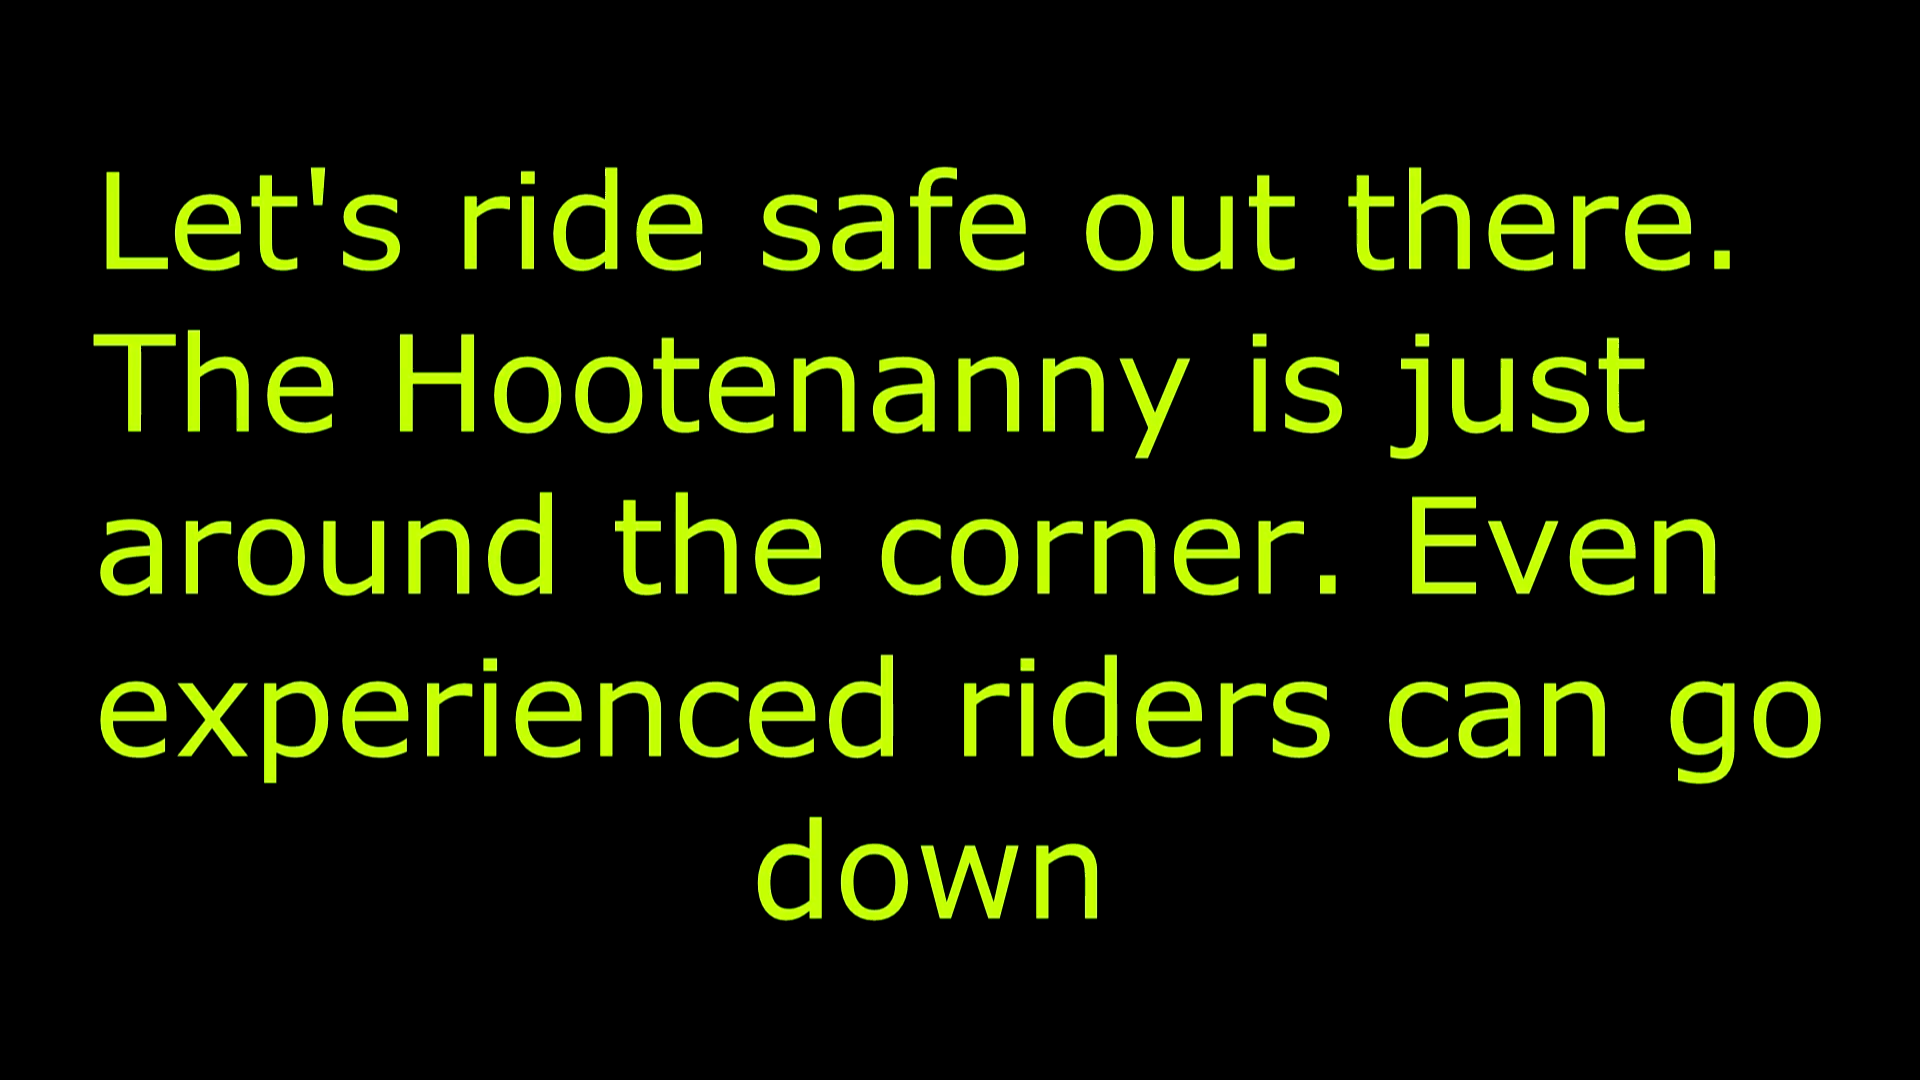 Let's ride safe out there.
The Hootenanny is just
around the corner. Even
experienced riders can go
down